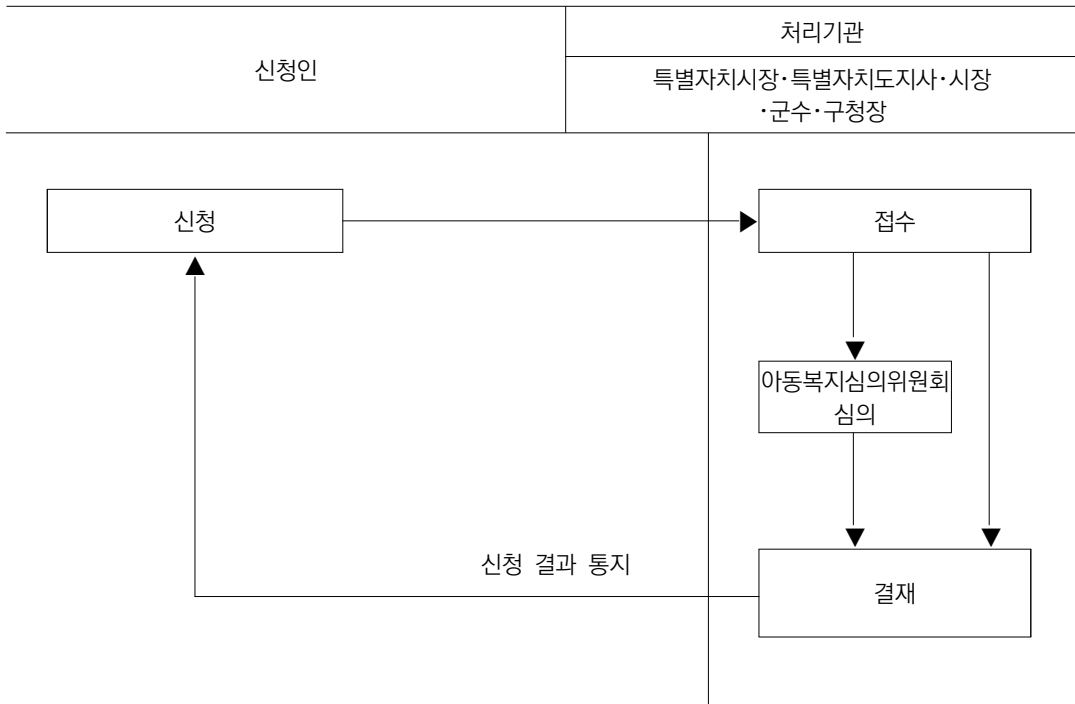 신청인
처리기관
특별자치시장·특별자치도지사·시장
·군수·구청장
신청
접수
아동복지심의위원회
심의
신청 결과 통지
결재